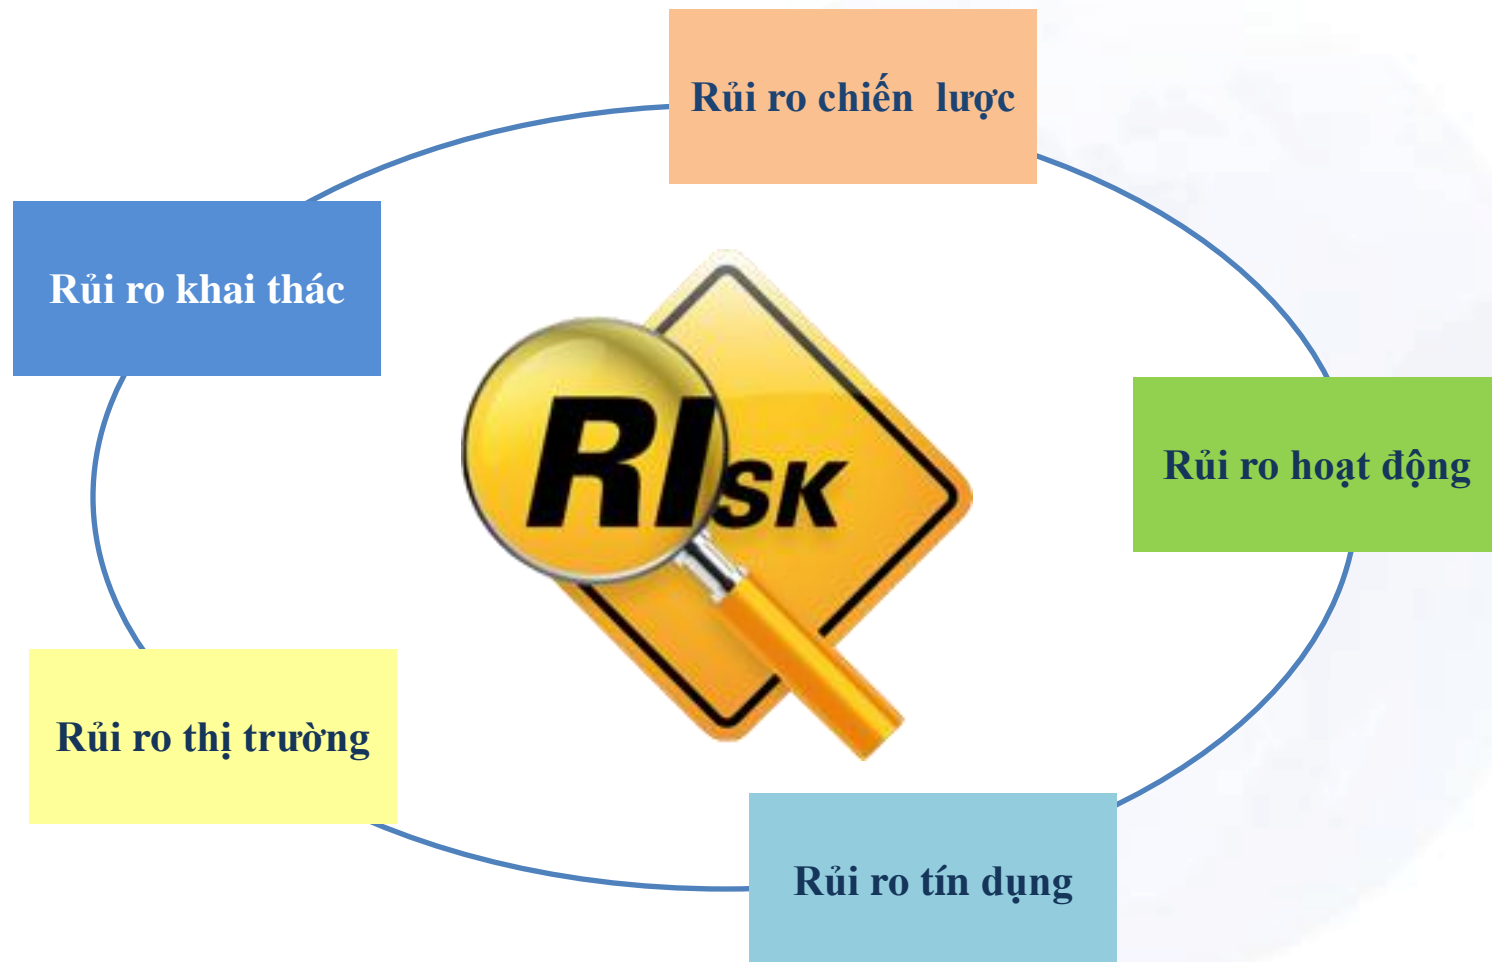 Rủi ro chiến lược
Rủi ro khai thác
RISK
Rủi ro hoạt động
Rủi ro thị trường
Rủi ro tín dụng